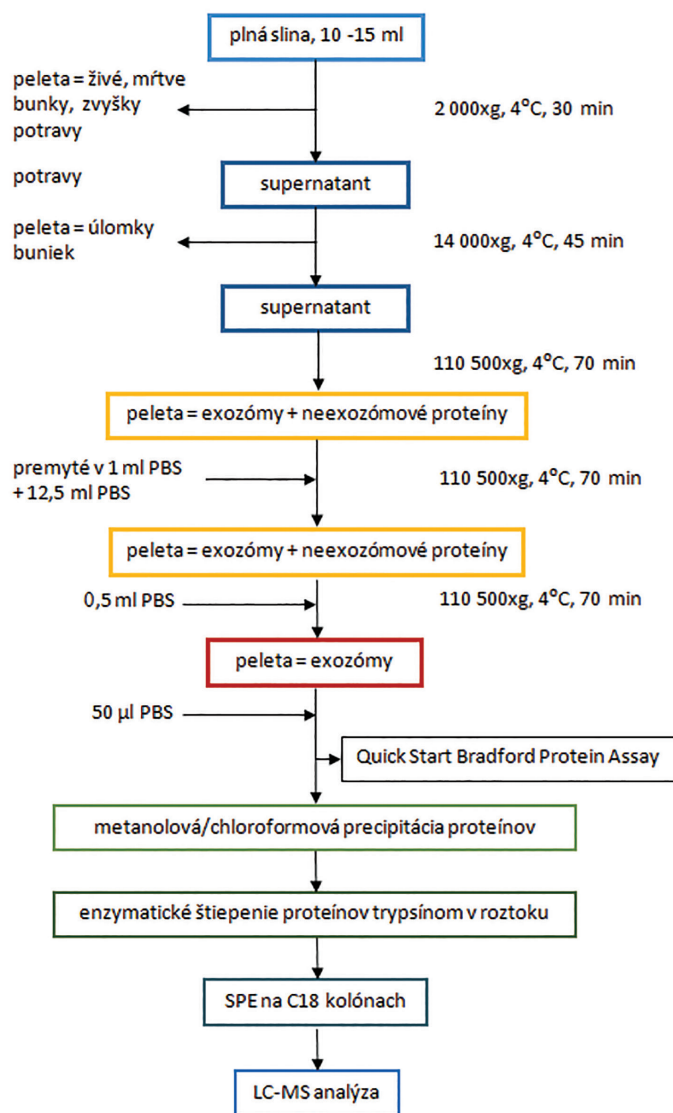 plná slina, 10 -15 ml
peleta = živé, mŕtve
bunky, zvyšky
potravy
2 000xg, 4°C, 30 min
potravy
supernatant
peleta = úlomky
buniek
14 000xg, 4°C, 45 min
supernatant
110 500xg, 4°C, 70 min
peleta = exozómy + neexozómové proteíny
premyté v 1 ml PBS
+ 12,5 ml PBS
110 500xg, 4°C, 70 min
peleta = exozómy + neexozómové proteíny
0,5 ml PBS
110 500xg, 4°C, 70 min
peleta = exozómy
50 µl PBS
Quick Start Bradford Protein Assay
metanolová/chloroformová precipitácia proteínov
enzymatické štiepenie proteínov trypsínom v roztoku
SPE na C18 kolónach
LC-MS analýza